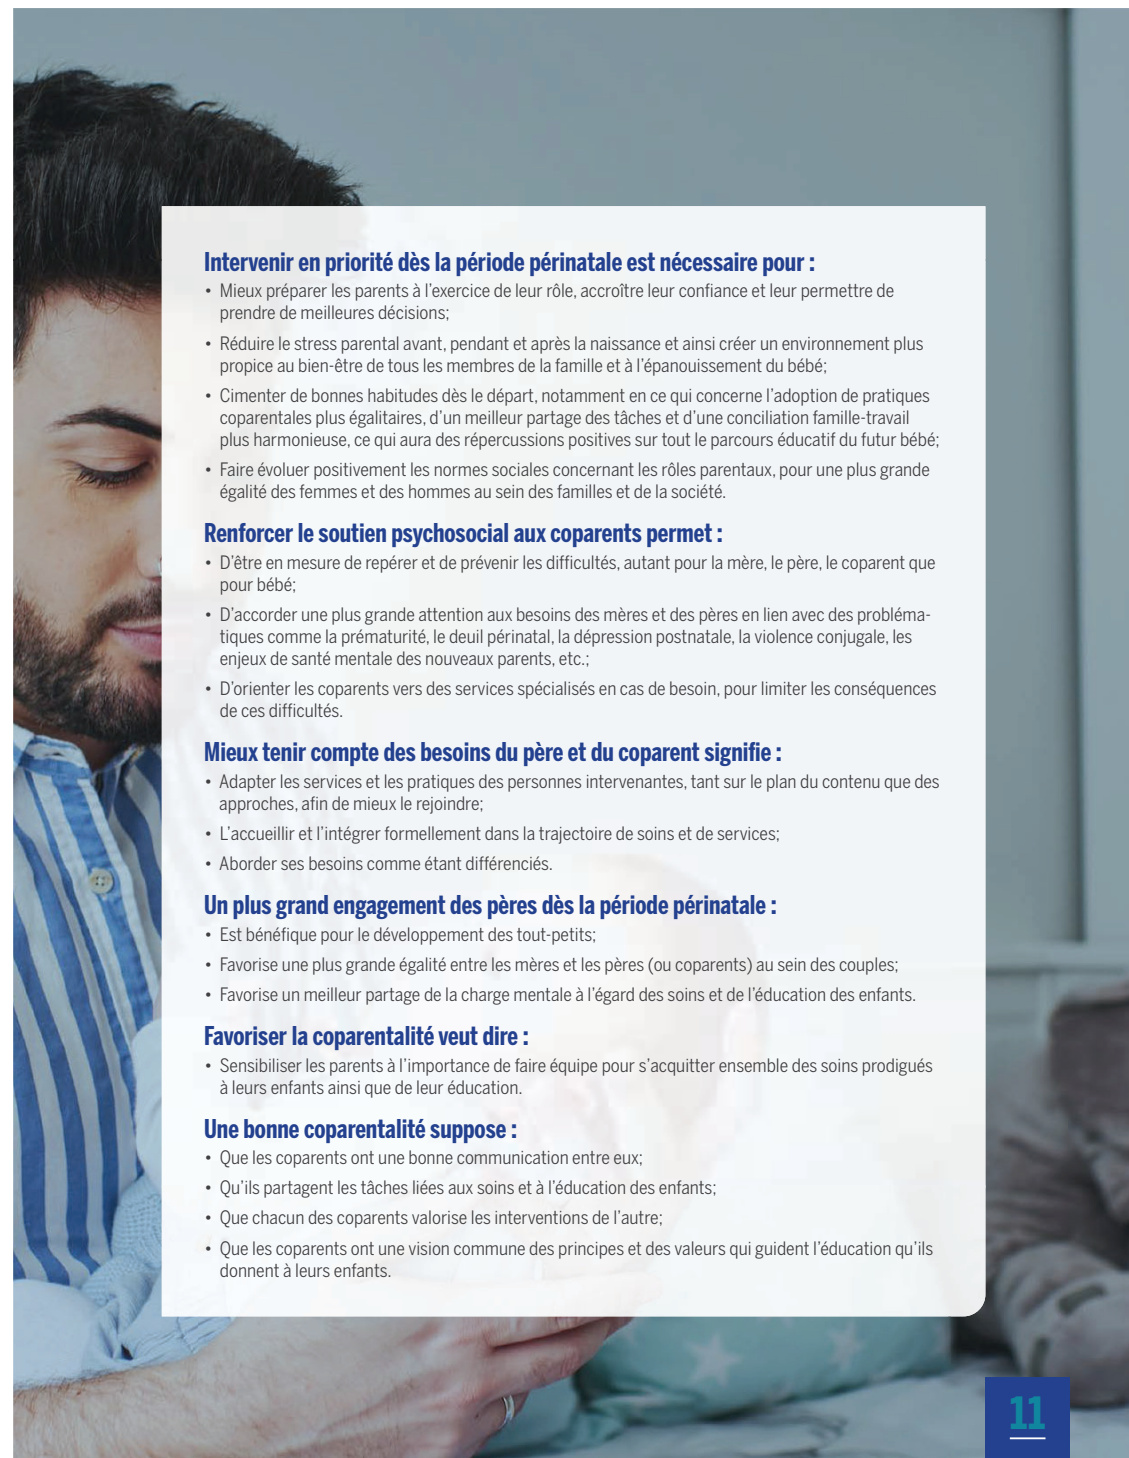 Intervenir en priorité dès la période périnatale est nécessaire pour :
• Mieux préparer les parents à l'exercice de leur rôle, accroître leur confiance et leur permettre de
prendre de meilleures décisions;
• Réduire le stress parental avant, pendant et après la naissance et ainsi créer un environnement plus
propice au bien-être de tous les membres de la famille et à l'épanouissement du bébé;
• Cimenter de bonnes habitudes dès le départ, notamment en ce qui concerne l'adoption de pratiques
coparentales plus égalitaires, d'un meilleur partage des tâches et d'une conciliation famille-travail
plus harmonieuse, ce qui aura des répercussions positives sur tout le parcours éducatif du futur bébé;
• Faire évoluer positivement les normes sociales concernant les rôles parentaux, pour une plus grande
égalité des femmes et des hommes au sein des familles et de la société.
Renforcer le soutien psychosocial aux coparents permet :
• D'être en mesure de repérer et de prévenir les difficultés, autant pour la mère, le père, le coparent que
pour bébé;
• D'accorder une plus grande attention aux besoins des mères et des pères en lien avec des probléma-
tiques comme la prématurité, le deuil périnatal, la dépression postnatale, la violence conjugale, les
enjeux de santé mentale des nouveaux parents, etc.;
• D'orienter les coparents vers des services spécialisés en cas de besoin, pour limiter les conséquences
de ces difficultés.
Mieux tenir compte des besoins du père et du coparent signifie :
• Adapter les services et les pratiques des personnes intervenantes, tant sur le plan du contenu que des
approches, afin de mieux le rejoindre;
• L'accueillir et l'intégrer formellement dans la trajectoire de soins et de services;
• Aborder ses besoins comme étant différenciés.
Un plus grand engagement des pères dès la période périnatale :
• Est bénéfique pour le développement des tout-petits;
• Favorise une plus grande égalité entre les mères et les pères (ou coparents) au sein des couples;
• Favorise un meilleur partage de la charge mentale à l'égard des soins et de l'éducation des enfants.
Favoriser la coparentalité veut dire :
• Sensibiliser les parents à l'importance de faire équipe pour s'acquitter ensemble des soins prodigués
à leurs enfants ainsi que de leur éducation.
Une bonne coparentalité suppose :
• Que les coparents ont une bonne communication entre eux;
• Qu'ils partagent les tâches liées aux soins et à l'éducation des enfants;
• Que chacun des coparents valorise les interventions de l'autre;
• Que les coparents ont une vision commune des principes et des valeurs qui guident l'éducation qu'ils
donnent à leurs enfants.
11